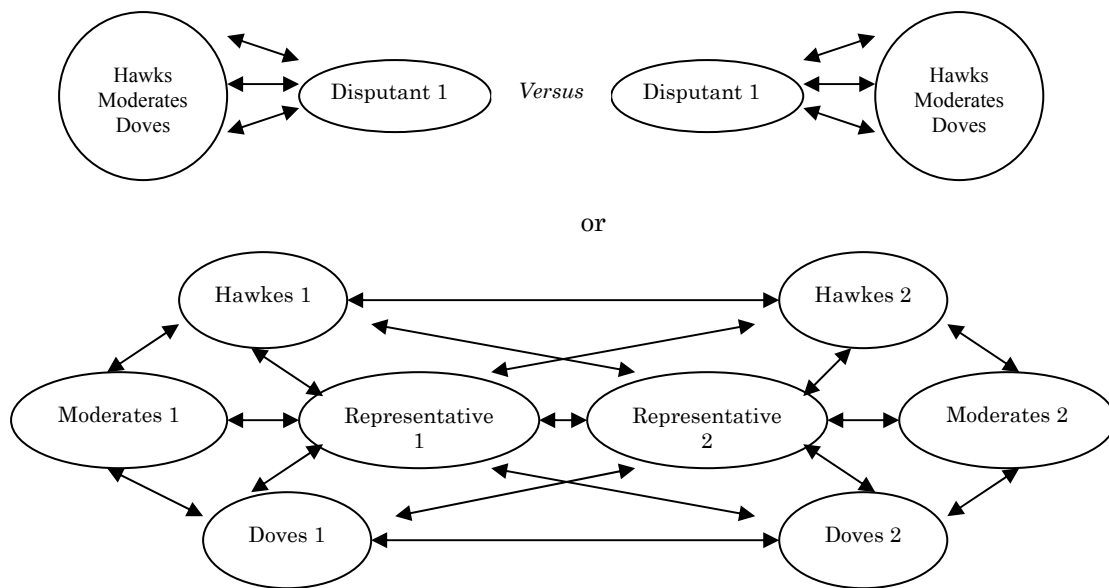 Hawks
Moderates
Doves
Disputant 1
Versus
Disputant 1
Hawks
Moderates
Doves
or
Hawkes 1
Hawkes 2
Moderates 1
Representative
1
Representative
2
Moderates 2
Doves 1
Doves 2